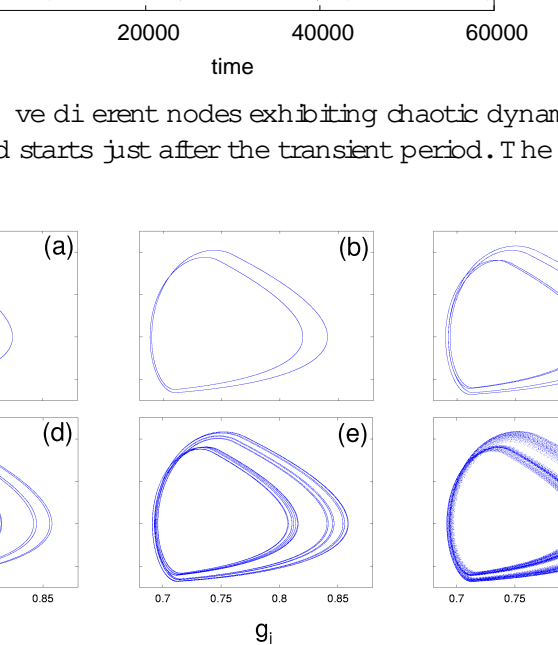 20000 40000 60000
time
ve di erent nodes exhibiting chaotic dynam
d starts just after the transient period. The
(a) (b)
(d) (e)
0.85 0.7 0.75 0.8 0.85 0.7 0.75
gi